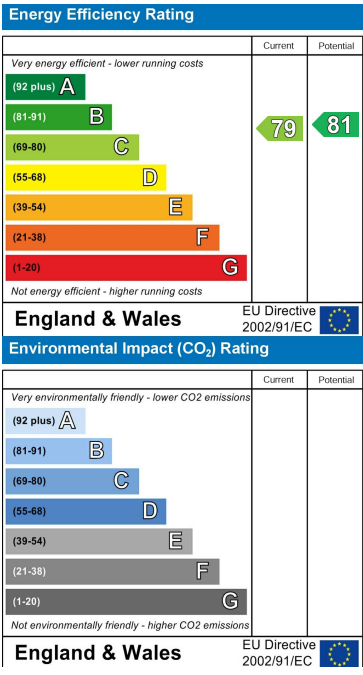 Energy Efficiency Rating
Current Potential
Very energy efficient - lower running costs
(92 plus) A
(81-91) B
(69-80) C
79 81
(55-68) D
(39-54) E
(21-38) F
(1-20) G
Not energy efficient - higher running costs
England & Wales
EU Directive
2002/91/EC
Environmental Impact (CO₂) Rating
Current Potential
Very environmentally friendly - lower CO2 emissions
(92 plus) A
(81-91) B
(69-80) C
(55-68) D
(39-54) E
(21-38) F
(1-20) G
Not environmentally friendly - higher CO2 emissions
England & Wales
EU Directive
2002/91/EC